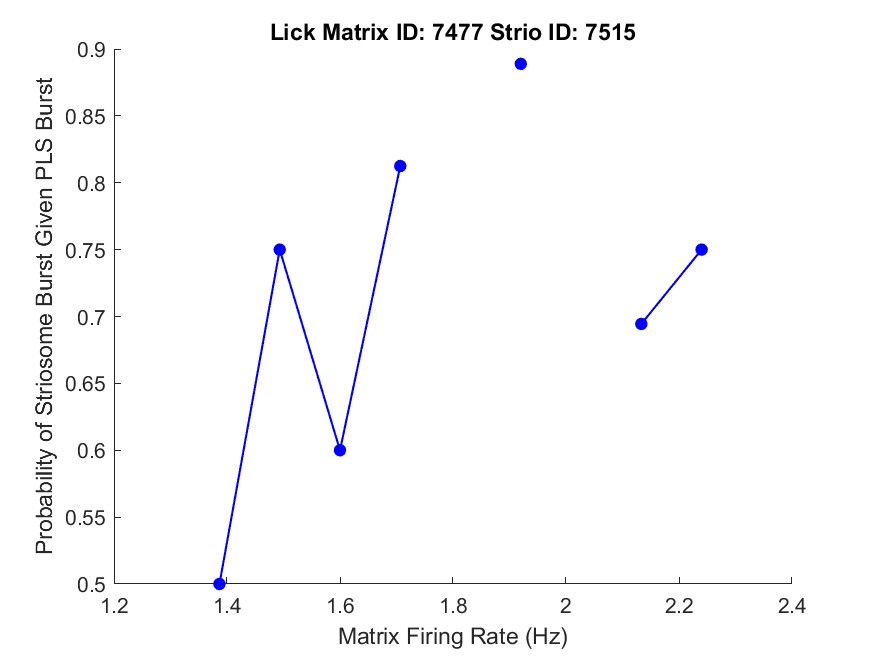 Lick Matrix ID: 7477 Strio ID: 7515
Probability of Striosome Burst Given PLS Burst
0.9
0.85
0.8
0.75
0.7
0.65
0.6
0.55
0.5
1.2 1.4 1.6 1.8 2 2.2 2.4
Matrix Firing Rate (Hz)